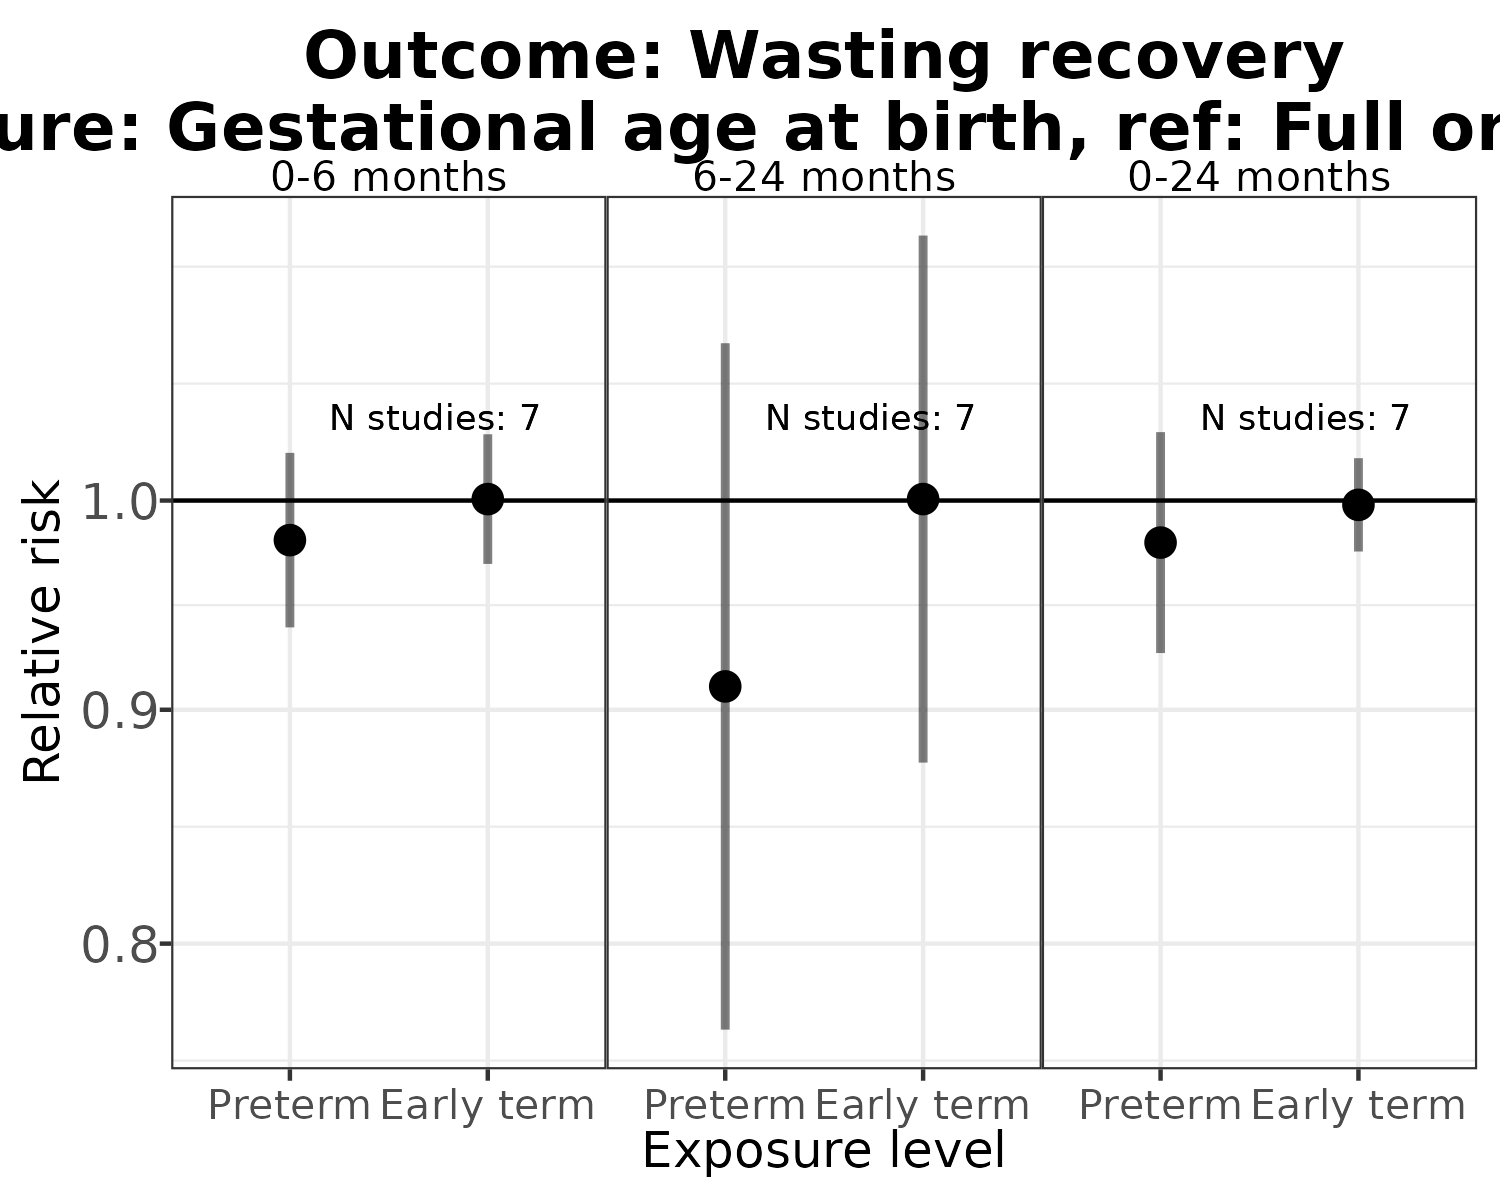 Outcome: Wasting recovery
ure: Gestational age at birth, ref: Full or
0-6 months 6-24 months 0-24 months
N studies: 7 N studies: 7 N studies: 7
Relative risk
1.0
0.9
0.8
Preterm Early term Preterm Early term Preterm Early term
Exposure level